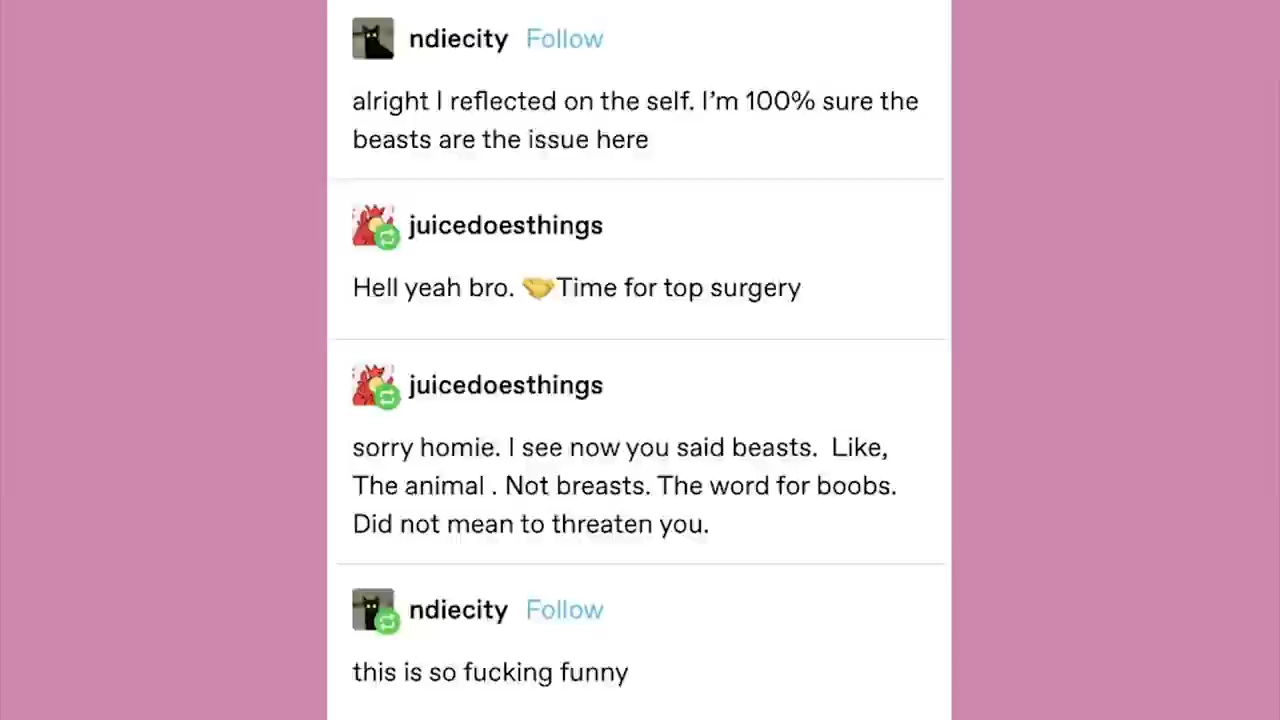 ndiecity Follow
alright I reflected on the self. I'm 100% sure the
beasts are the issue here
juicedoesthings
Hell yeah bro. 🤝Time for top surgery
juicedoesthings
sorry homie. I see now you said beasts.  Like,
The animal . Not breasts. The word for boobs.
Did not mean to threaten you.
ndiecity Follow
this is so fucking funny